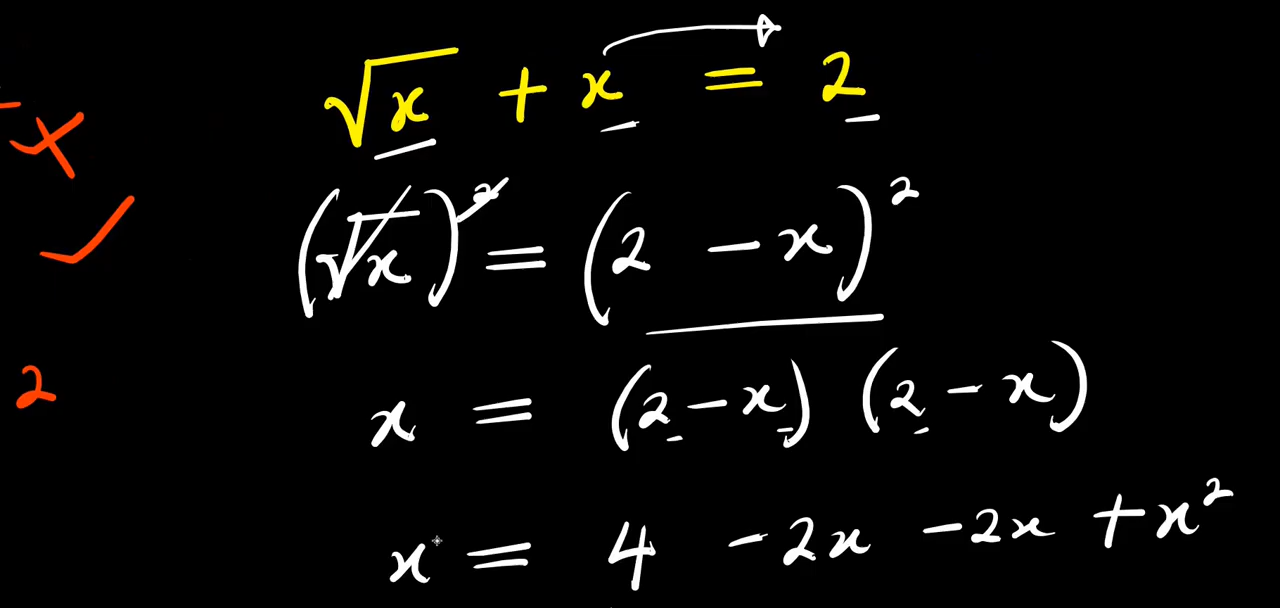 √x + x = 2
(√x)² = (2 - x)²
x = (2 - x) (2 - x)
2
x = 4 - 2x - 2x + x²